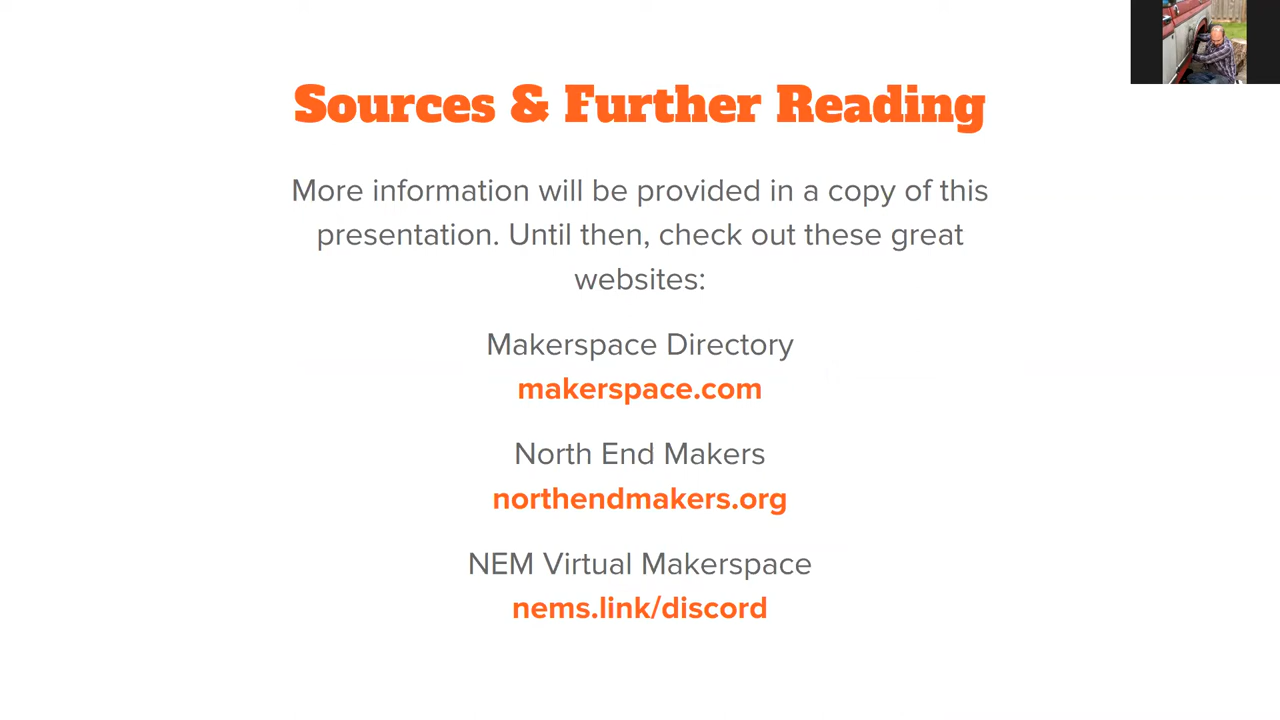 Sources & Further Reading
More information will be provided in a copy of this
presentation. Until then, check out these great
websites:
Makerspace Directory
makerspace.com
North End Makers
northendmakers.org
NEM Virtual Makerspace
nems.link/discord